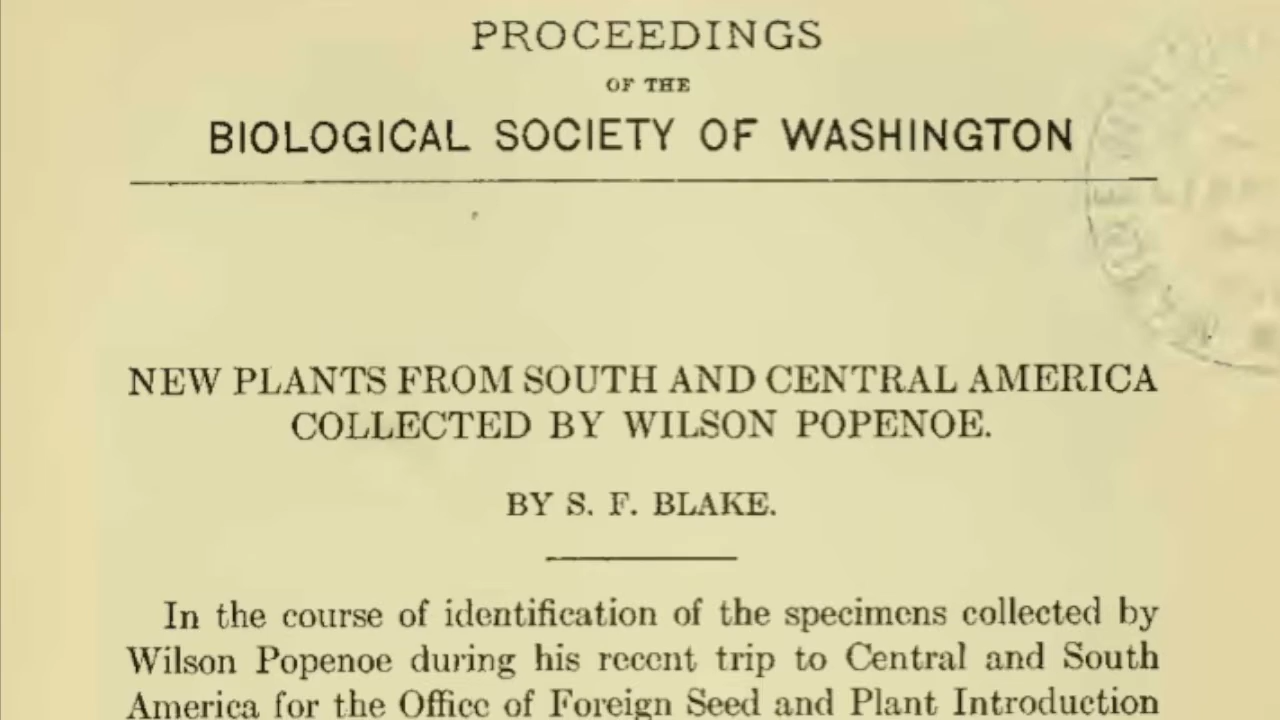 PROCEEDINGS
OF THE
BIOLOGICAL SOCIETY OF WASHINGTON
NEW PLANTS FROM SOUTH AND CENTRAL AMERICA
COLLECTED BY WILSON POPENOE.
BY S. F. BLAKE.
In the course of identification of the specimens collected by
Wilson Popenoe during his recent trip to Central and South
America for the Office of Foreign Seed and Plant Introduction